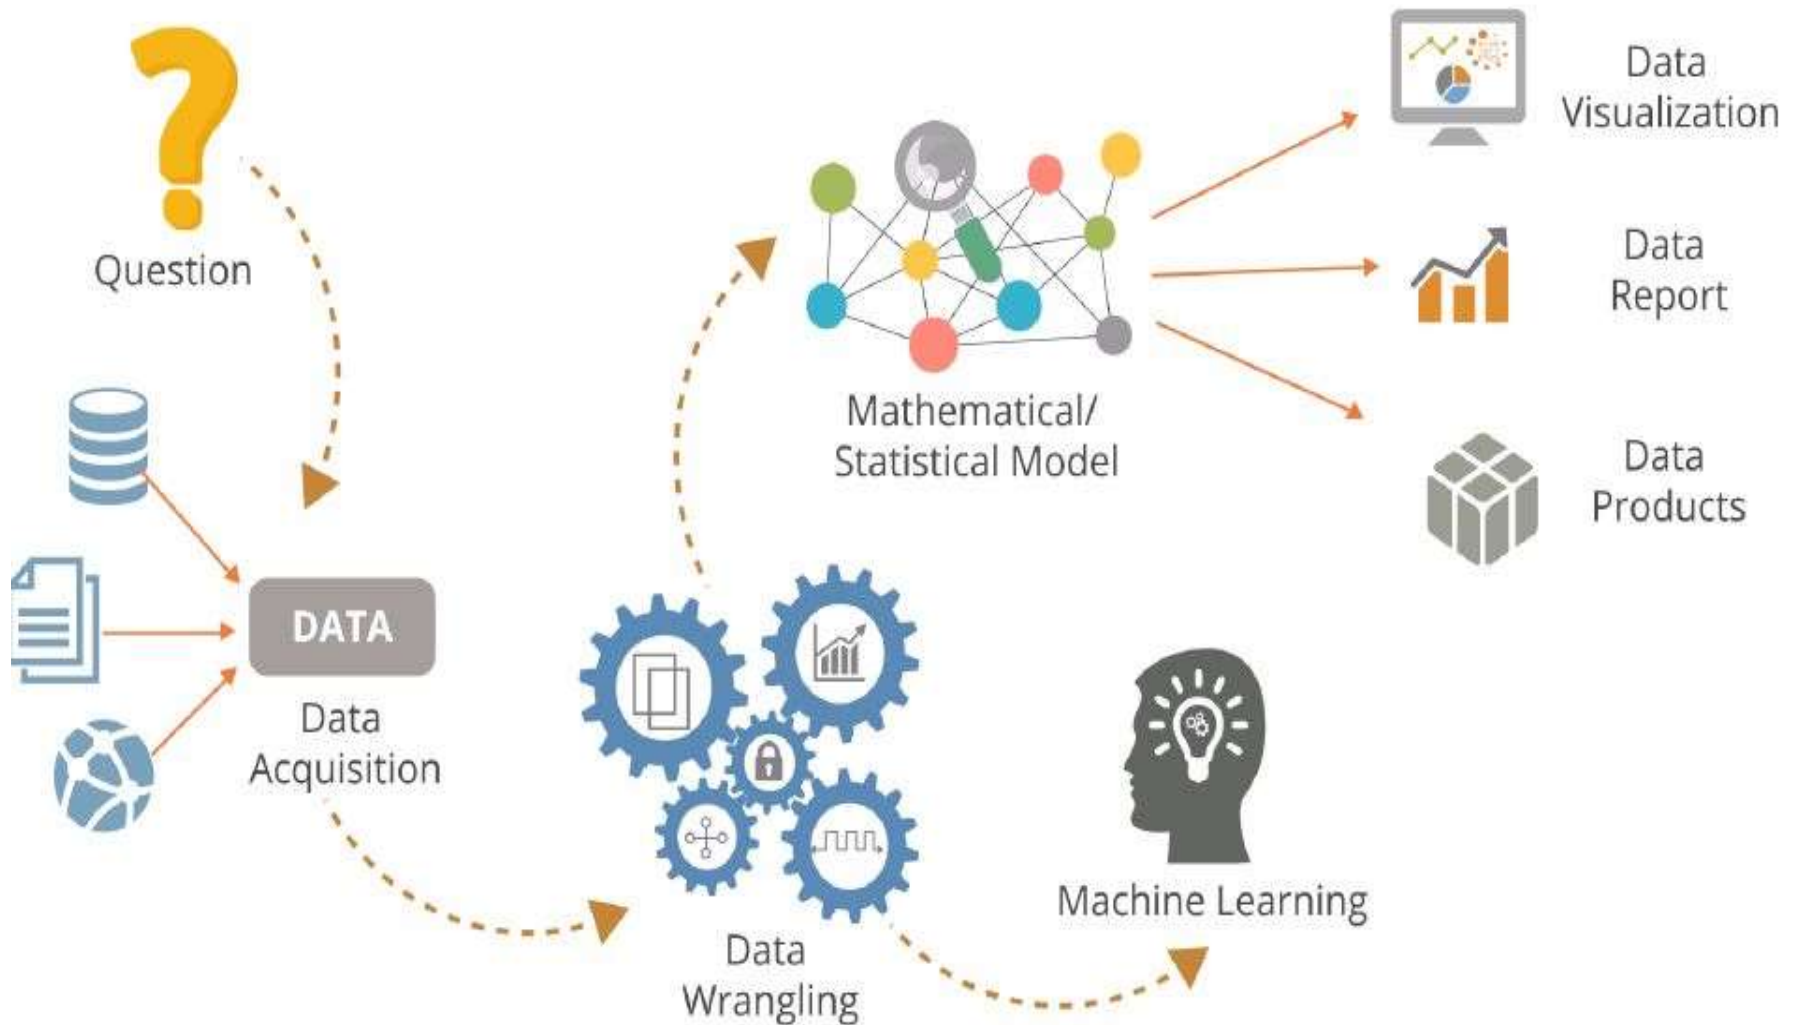 Question
DATA
Data
Acquisition
Data
Wrangling
Mathematical/
Statistical Model
Machine Learning
Data
Visualization
Data
Report
Data
Products